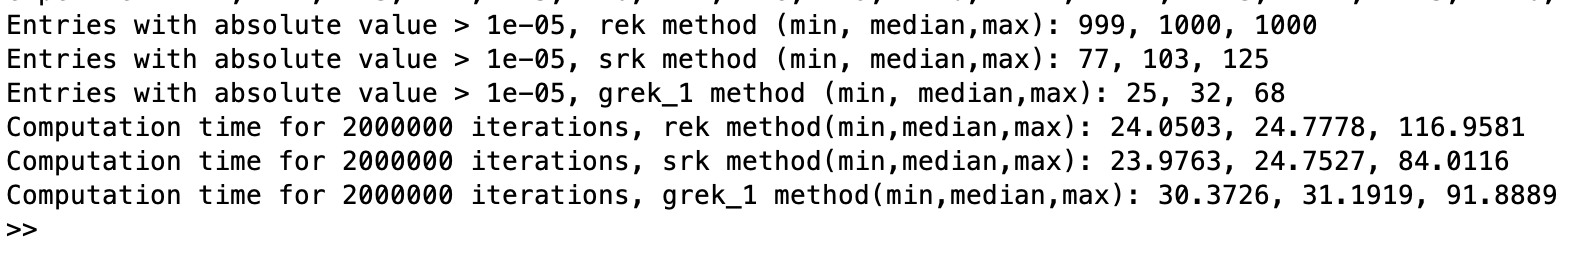 Entries with absolute value > 1e-05, rek method (min, median,max): 999, 1000, 1000
Entries with absolute value > 1e-05, srk method (min, median,max): 77, 103, 125
Entries with absolute value > 1e-05, grek_1 method (min, median,max): 25, 32, 68
Computation time for 2000000 iterations, rek method(min,median,max): 24.0503, 24.7778, 116.9581
Computation time for 2000000 iterations, srk method(min,median,max): 23.9763, 24.7527, 84.0116
Computation time for 2000000 iterations, grek_1 method(min,median,max): 30.3726, 31.1919, 91.8889
>>